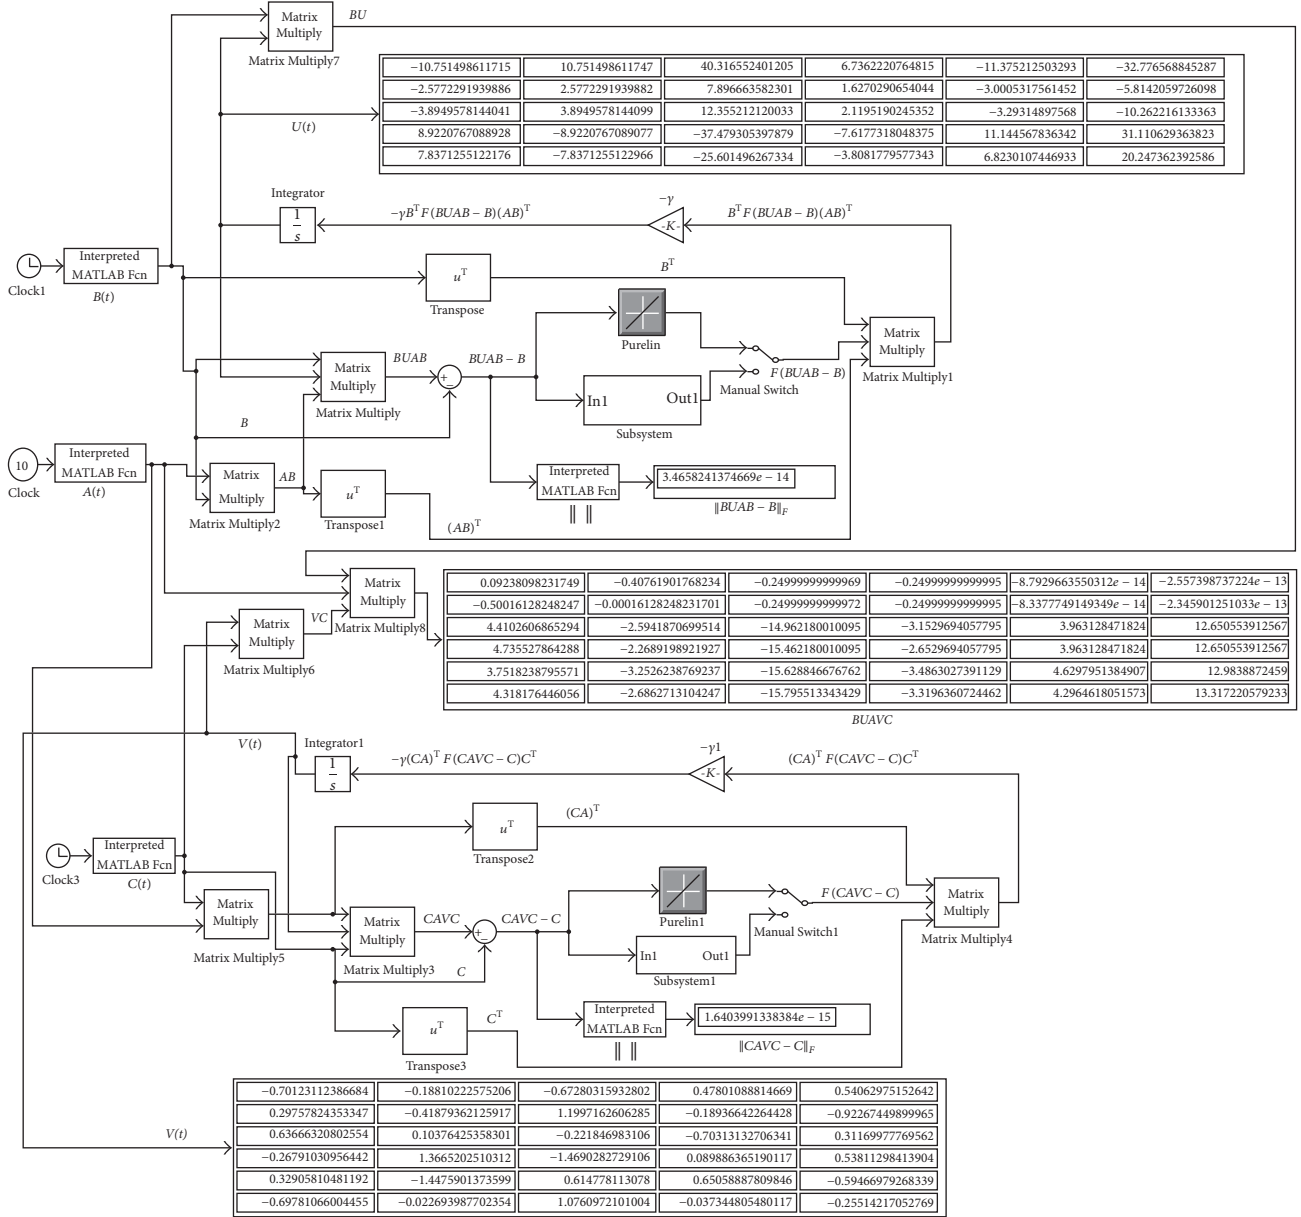 Matrix
Multiply
BU
Matrix Multiply7
−10.751498611715 10.751498611747 40.316552401205 6.7362220764815 −11.375212503293 −32.776568845287
−2.5772291939886 2.5772291939882 7.896663582301 1.6270290654044 −3.0005317561452 −5.8142059726098
−3.8949578144041 3.8949578144099 12.355212120033 2.1195190245352 −3.29314897568 −10.262216133363
8.9220767088928 −8.9220767089077 −37.479305397879 −7.6177318048375 11.144567836342 31.110629363823
7.8371255122176 −7.8371255122966 −25.601496267334 −3.8081779577343 6.8230107446933 20.247362392586
U(t)
Integrator
1
s
−γB^T F(BUAB − B)(AB)^T
−γ
-K-
B^T F(BUAB − B)(AB)^T
Clock1
Interpreted
MATLAB Fcn
B(t)
u^T
Transpose
B^T
Purelin
Matrix
Multiply
Matrix Multiply1
Matrix
Multiply
Matrix Multiply
BUAB
+
−
BUAB − B
In1 Out1
Subsystem
Manual Switch
F(BUAB − B)
B
10
Clock
Interpreted
MATLAB Fcn
A(t)
Matrix
Multiply
Matrix Multiply2
AB
u^T
Transpose1
(AB)^T
Interpreted
MATLAB Fcn
|| ||
3.4658241374669e − 14
||BUAB − B||_F
Matrix
Multiply
Matrix Multiply8
VC
Matrix
Multiply
Matrix Multiply6
0.09238098231749 −0.40761901768234 −0.24999999999969 −0.24999999999995 −8.7929663550312e − 14 −2.557398737224e − 13
−0.50016128248247 −0.00016128248231701 −0.24999999999972 −0.24999999999995 −8.3377749149349e − 14 −2.345901251033e − 13
4.4102606865294 −2.5941870699514 −14.962180010095 −3.1529694057795 3.963128471824 12.650553912567
4.735527864288 −2.2689198921927 −15.462180010095 −2.6529694057795 3.963128471824 12.650553912567
3.7518238795571 −3.2526238769237 −15.628846676762 −3.4863027391129 4.6297951384907 12.9838872459
4.318176446056 −2.6862713104247 −15.795513343429 −3.3196360724462 4.2964618051573 13.317220579233
BUAVC
V(t)
Integrator1
1
s
−γ(CA)^T F(CAVC − C)C^T
−γ1
-K-
(CA)^T F(CAVC − C)C^T
u^T
Transpose2
(CA)^T
Clock3
Interpreted
MATLAB Fcn
C(t)
Matrix
Multiply
Matrix Multiply5
Matrix
Multiply
Matrix Multiply3
CAVC
+
−
CAVC − C
C
Purelin1
In1 Out1
Subsystem1
Manual Switch1
F(CAVC − C)
Matrix
Multiply
Matrix Multiply4
u^T
Transpose3
C^T
Interpreted
MATLAB Fcn
|| ||
1.6403991338384e − 15
||CAVC − C||_F
−0.70123112386684 −0.18810222575206 −0.67280315932802 0.47801088814669 0.54062975152642
0.29757824353347 −0.41879362125917 1.1997162606285 −0.18936642264428 −0.92267449899965
0.63666320802554 0.10376425358301 −0.221846983106 −0.70313132706341 0.31169977769562
−0.26791030956442 1.3665202510312 −1.4690282729106 0.089886365190117 0.53811298413904
0.32905810481192 −1.4475901373599 0.614778113078 0.65058887809846 −0.59466979268339
−0.69781066004455 −0.022693987702354 1.0760972101004 −0.037344805480117 −0.25514217052769
V(t)